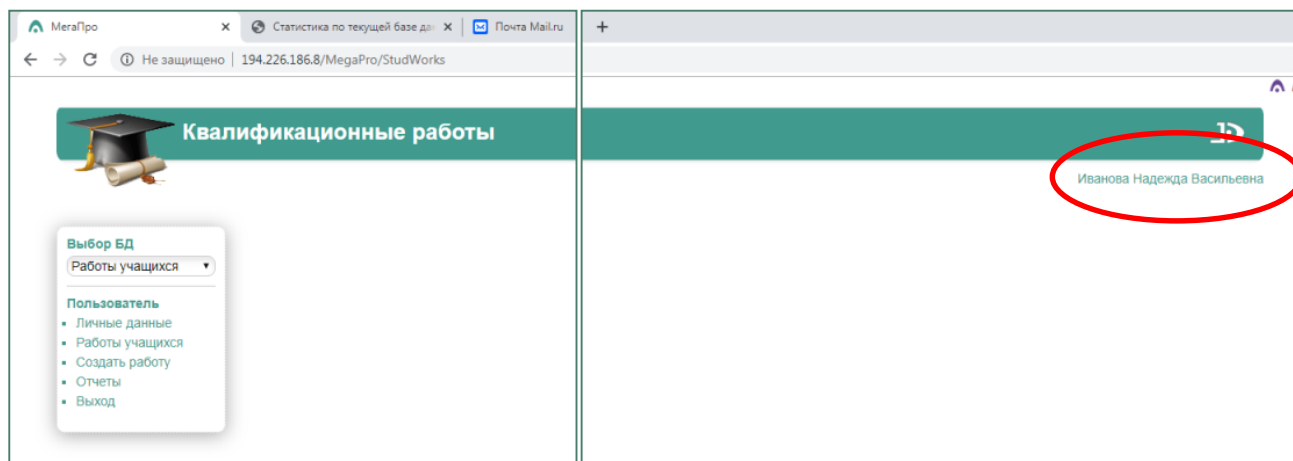 МегаПро
Статистика по текущей базе да
Почта Mail.ru
Не защищено | 194.226.186.8/MegaPro/StudWorks
Квалификационные работы
Иванова Надежда Васильевна
Выбор БД
Работы учащихся
Пользователь
Личные данные
Работы учащихся
Создать работу
Отчеты
Выход